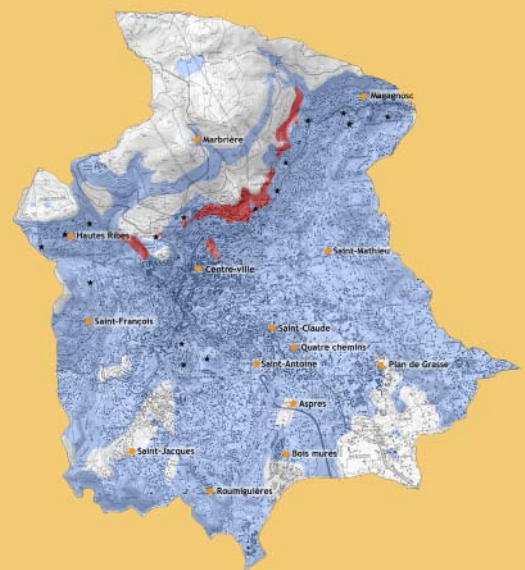 Magagnosc
Marbrière
Hautes Ribes
Saint-Mathieu
Centre-ville
Saint-François
Saint-Claude
Quatre chemins
Saint-Antoine
Plan de Grasse
Aspres
Saint-Jacques
Bois murés
Roumiguières